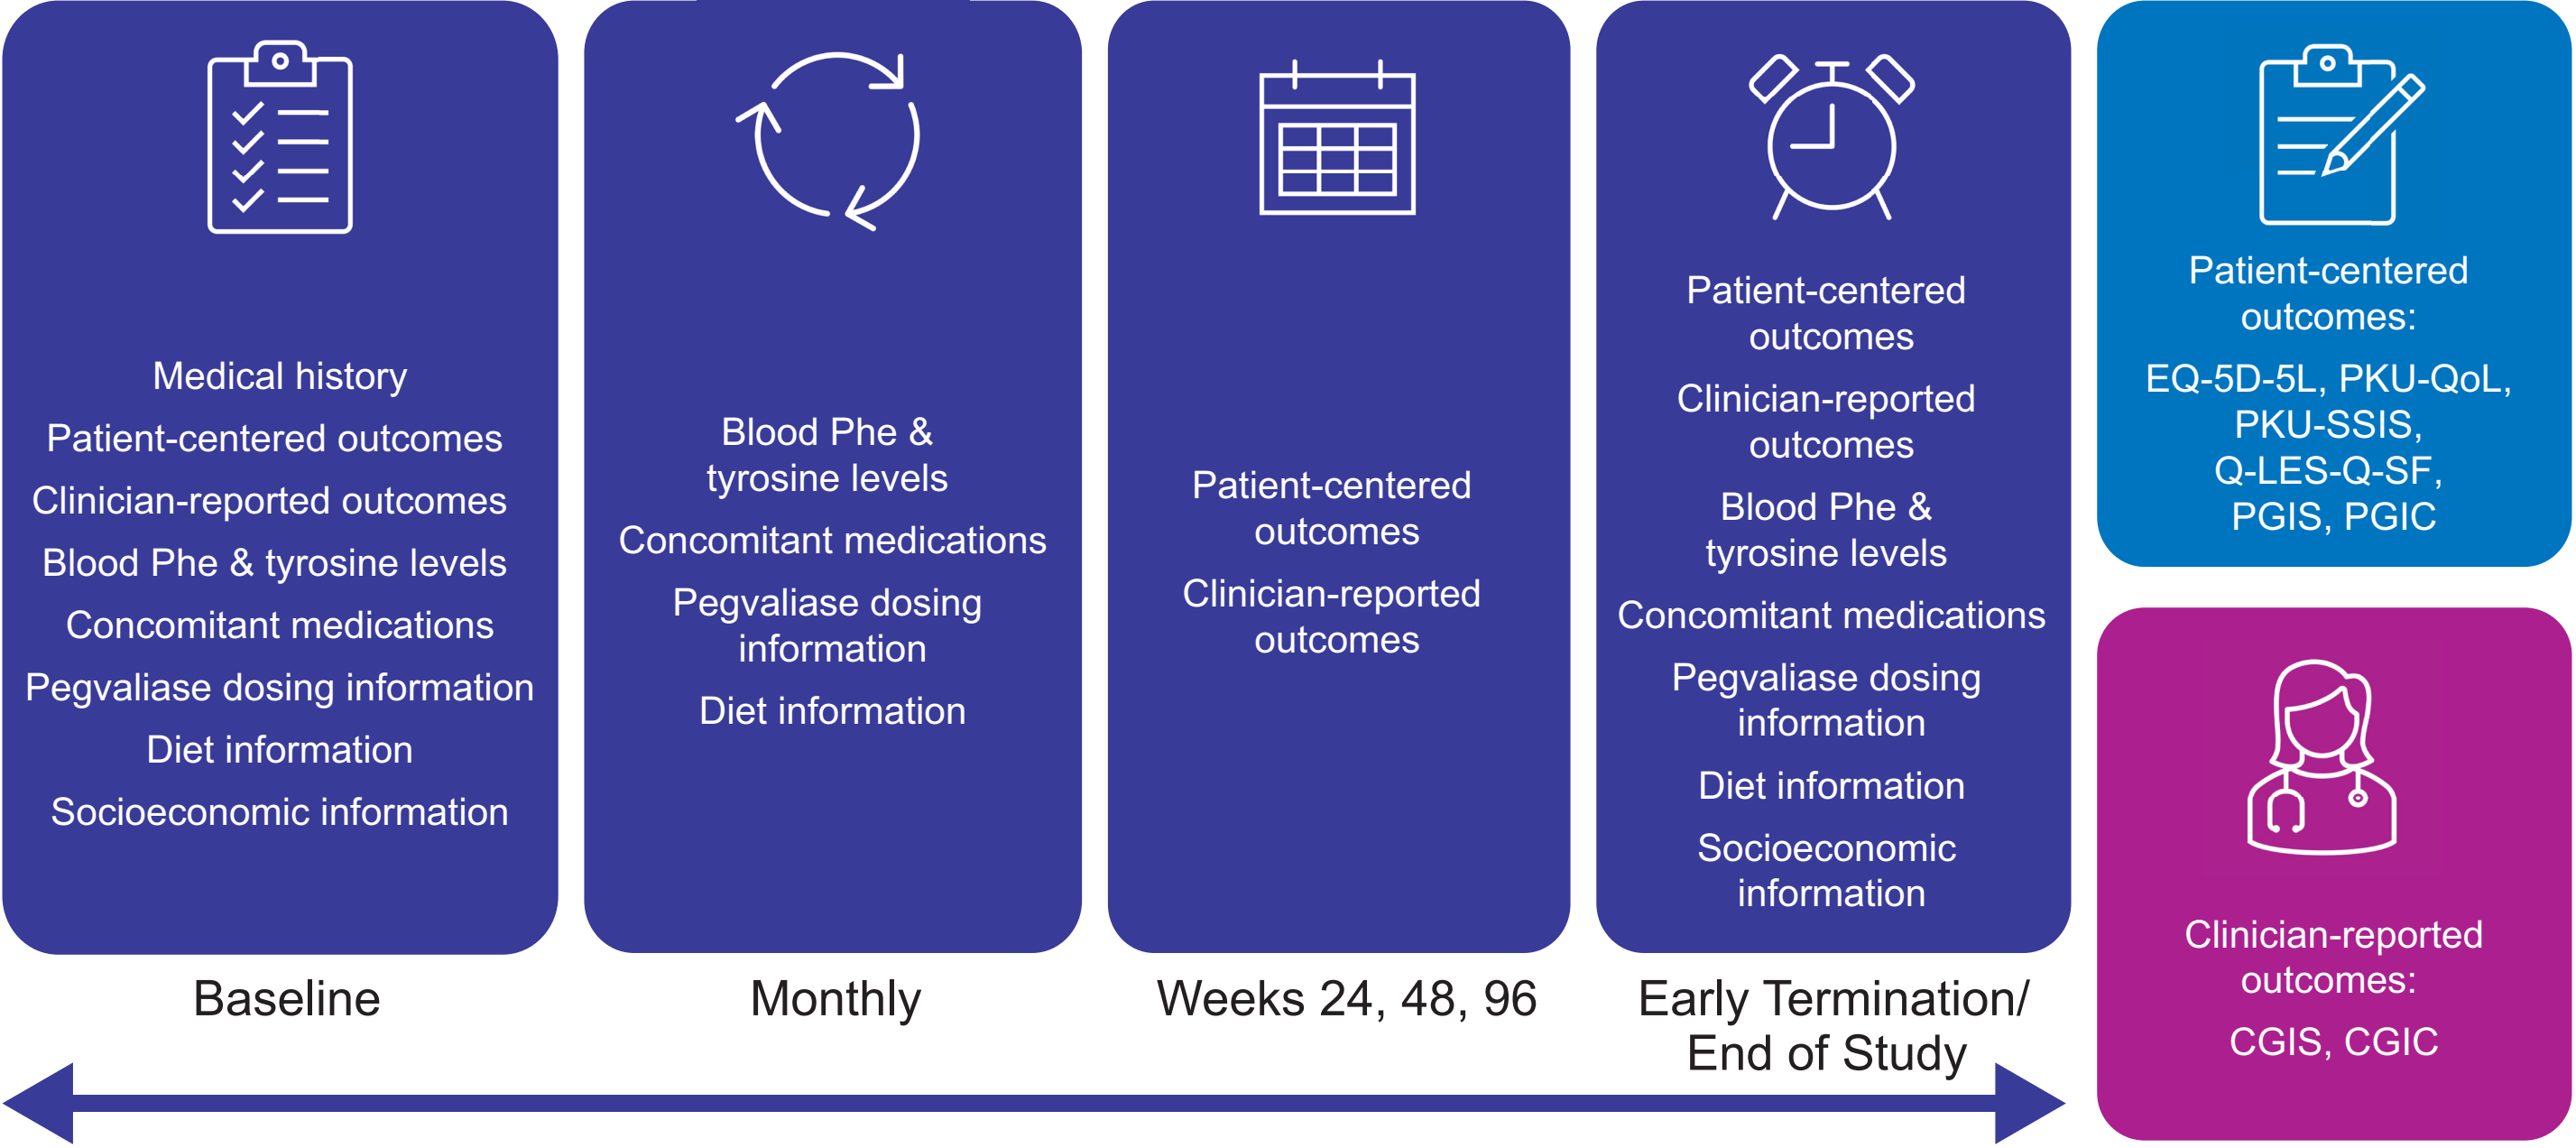 Medical history
Patient-centered outcomes
Clinician-reported outcomes
Blood Phe & tyrosine levels
Concomitant medications
Pegvaliase dosing information
Diet information
Socioeconomic information
Baseline
Blood Phe &
tyrosine levels
Concomitant medications
Pegvaliase dosing
information
Diet information
Monthly
Patient-centered
outcomes
Clinician-reported
outcomes
Weeks 24, 48, 96
Patient-centered
outcomes
Clinician-reported
outcomes
Blood Phe &
tyrosine levels
Concomitant medications
Pegvaliase dosing
information
Diet information
Socioeconomic
information
Early Termination/
End of Study
Patient-centered
outcomes:
EQ-5D-5L, PKU-QoL,
PKU-SSIS,
Q-LES-Q-SF,
PGIS, PGIC
Clinician-reported
outcomes:
CGIS, CGIC